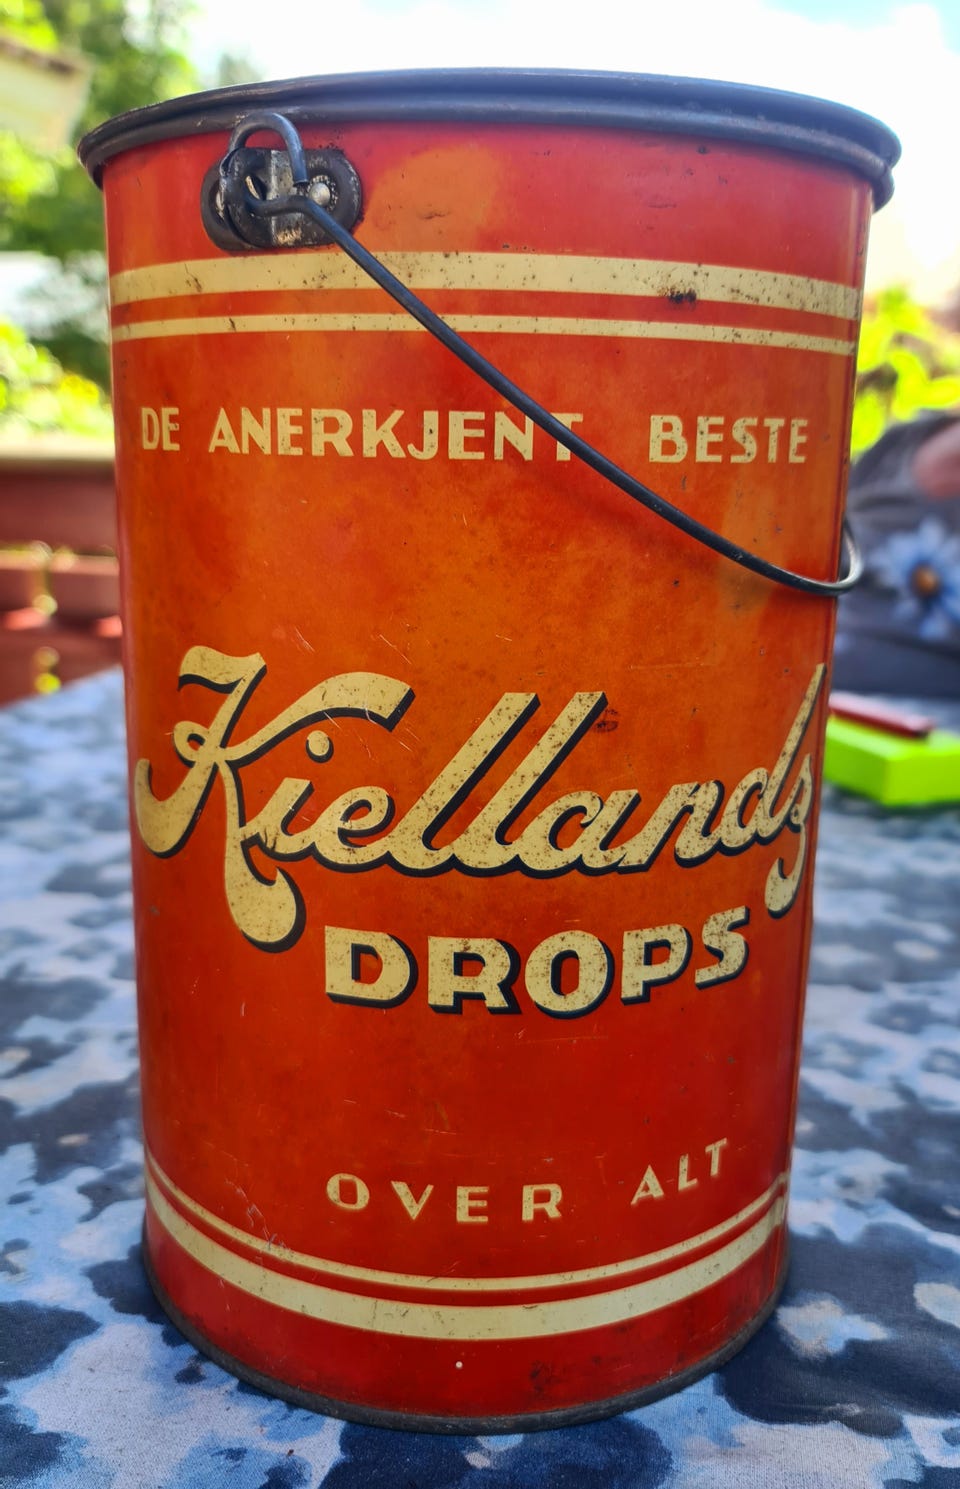 DE ANERKJENT BESTE
Kiellands
DROPS
OVER ALT